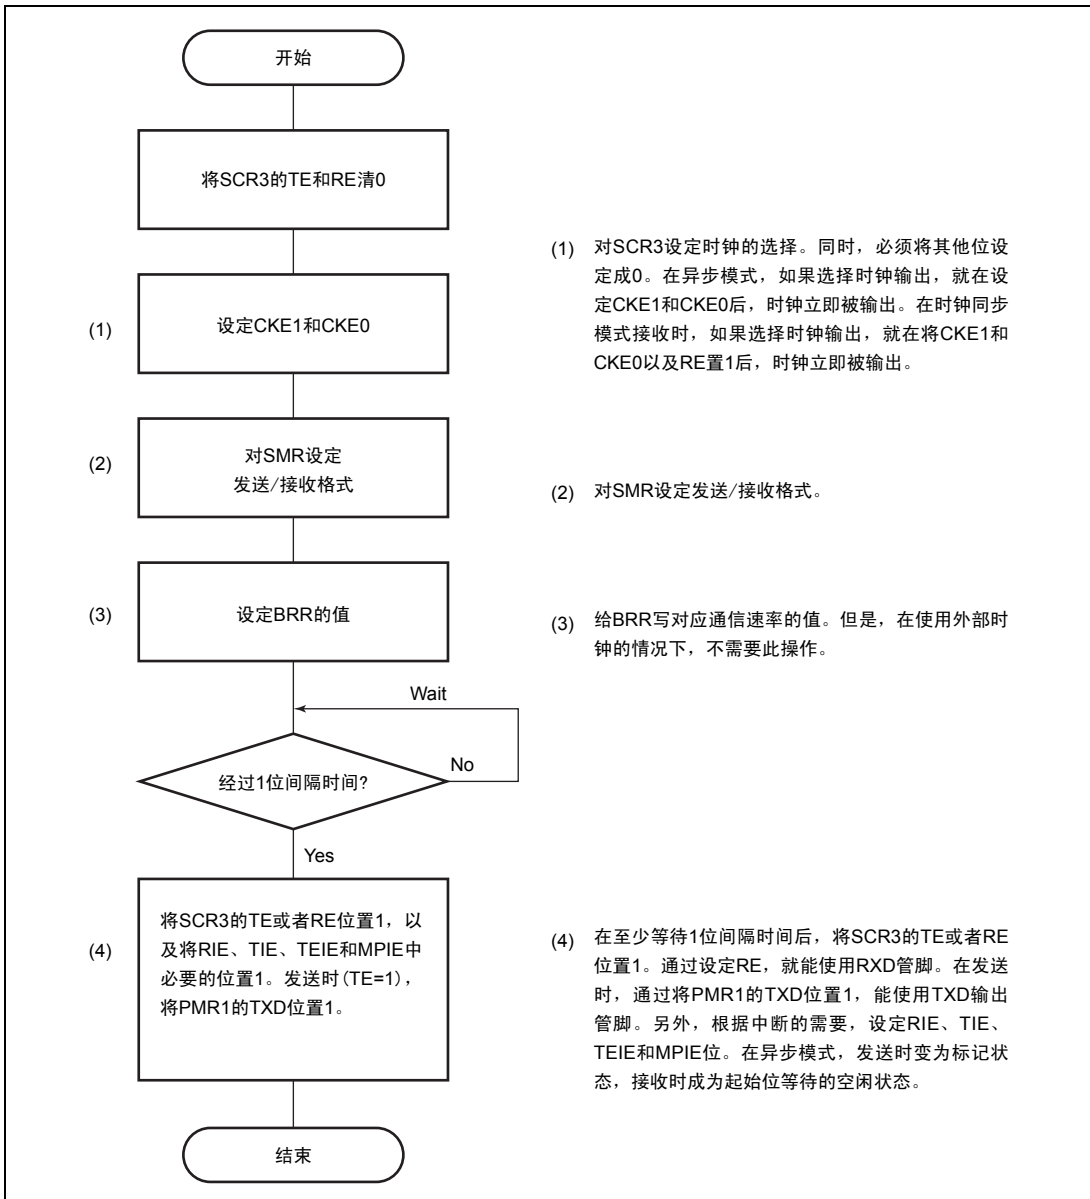 开始
将SCR3的TE和RE清0
(1)
设定CKE1和CKE0
(1) 对SCR3设定时钟的选择。同时，必须将其他位设
定成0。在异步模式，如果选择时钟输出，就在设
定CKE1和CKE0后，时钟立即被输出。在时钟同步
模式接收时，如果选择时钟输出，就在将CKE1和
CKE0以及RE置1后，时钟立即被输出。
(2)
对SMR设定
发送/接收格式
(2) 对SMR设定发送/接收格式。
(3)
设定BRR的值
(3) 给BRR写对应通信速率的值。但是，在使用外部时
钟的情况下，不需要此操作。
Wait
经过1位间隔时间?
No
Yes
(4)
将SCR3的TE或者RE位置1，以
及将RIE、TIE、TEIE和MPIE中
必要的位置1。发送时(TE=1)，
将PMR1的TXD位置1。
(4) 在至少等待1位间隔时间后，将SCR3的TE或者RE
位置1。通过设定RE，就能使用RXD管脚。在发送
时，通过将PMR1的TXD位置1，能使用TXD输出
管脚。另外，根据中断的需要，设定RIE、TIE、
TEIE和MPIE位。在异步模式，发送时变为标记状
态，接收时成为起始位等待的空闲状态。
结束